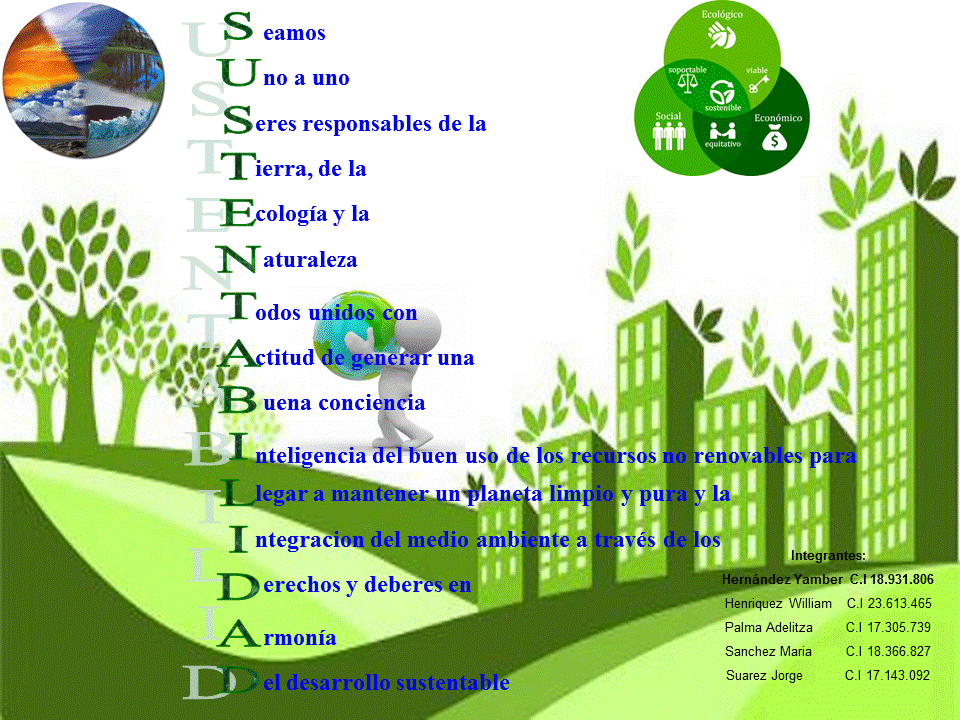 Seamos
Uno a uno
Seres responsables de la
Tierra, de la
Ecología y la
Naturaleza
Todos unidos con
Actitud de generar una
Buena conciencia
Inteligencia del buen uso de los recursos no renovables para
Llegar a mantener un planeta limpio y pura y la
Integracion del medio ambiente a través de los
Derechos y deberes en
Armonía
Del desarrollo sustentable
Ecológico
soportable
viable
sostenible
Social
Económico
equitativo
$
Integrantes:
Hernández Yamber C.I 18.931.806
Henriquez William C.I 23.613.465
Palma Adelitza C.I 17.305.739
Sanchez Maria C.I 18.366.827
Suarez Jorge C.I 17.143.092